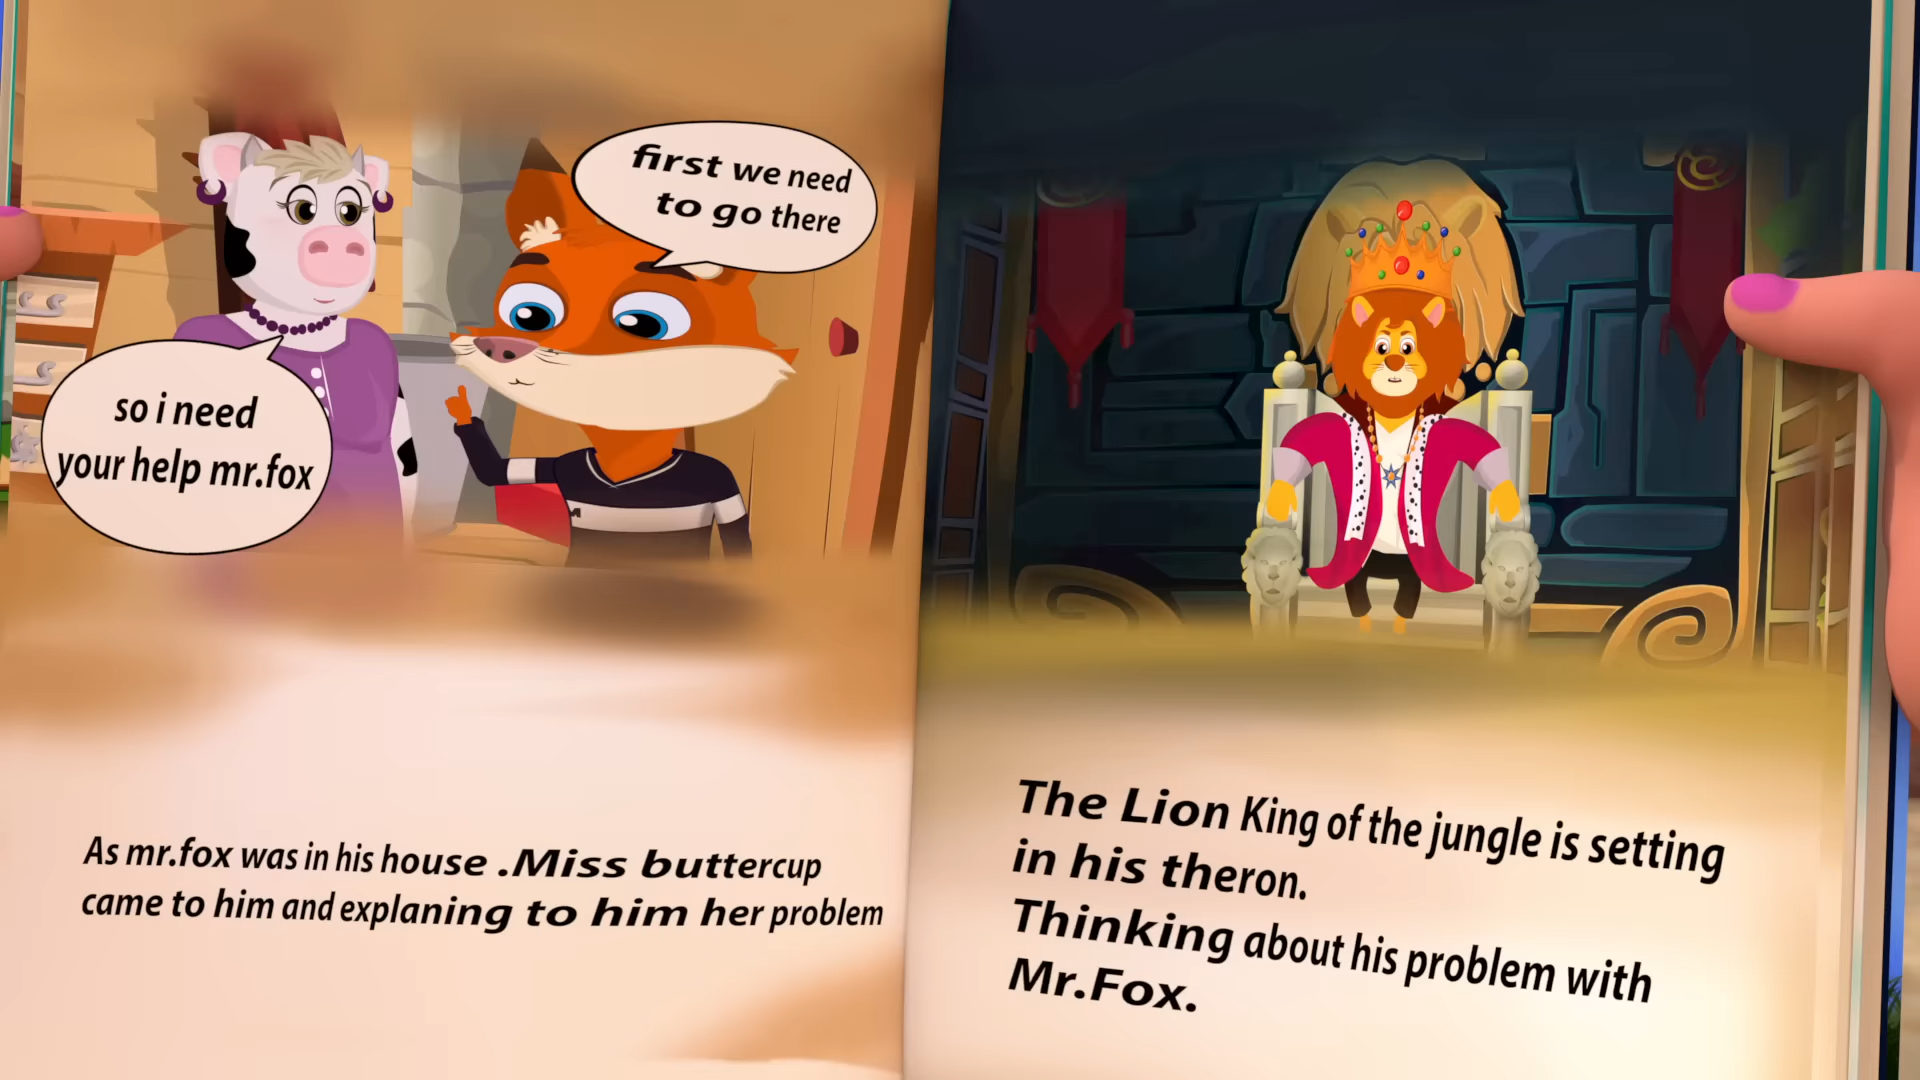 first we need
to go there
so i need
your help mr.fox
As mr.fox was in his house .Miss buttercup
came to him and explaning to him her problem
The Lion King of the jungle is setting
in his theron.
Thinking about his problem with
Mr.Fox.